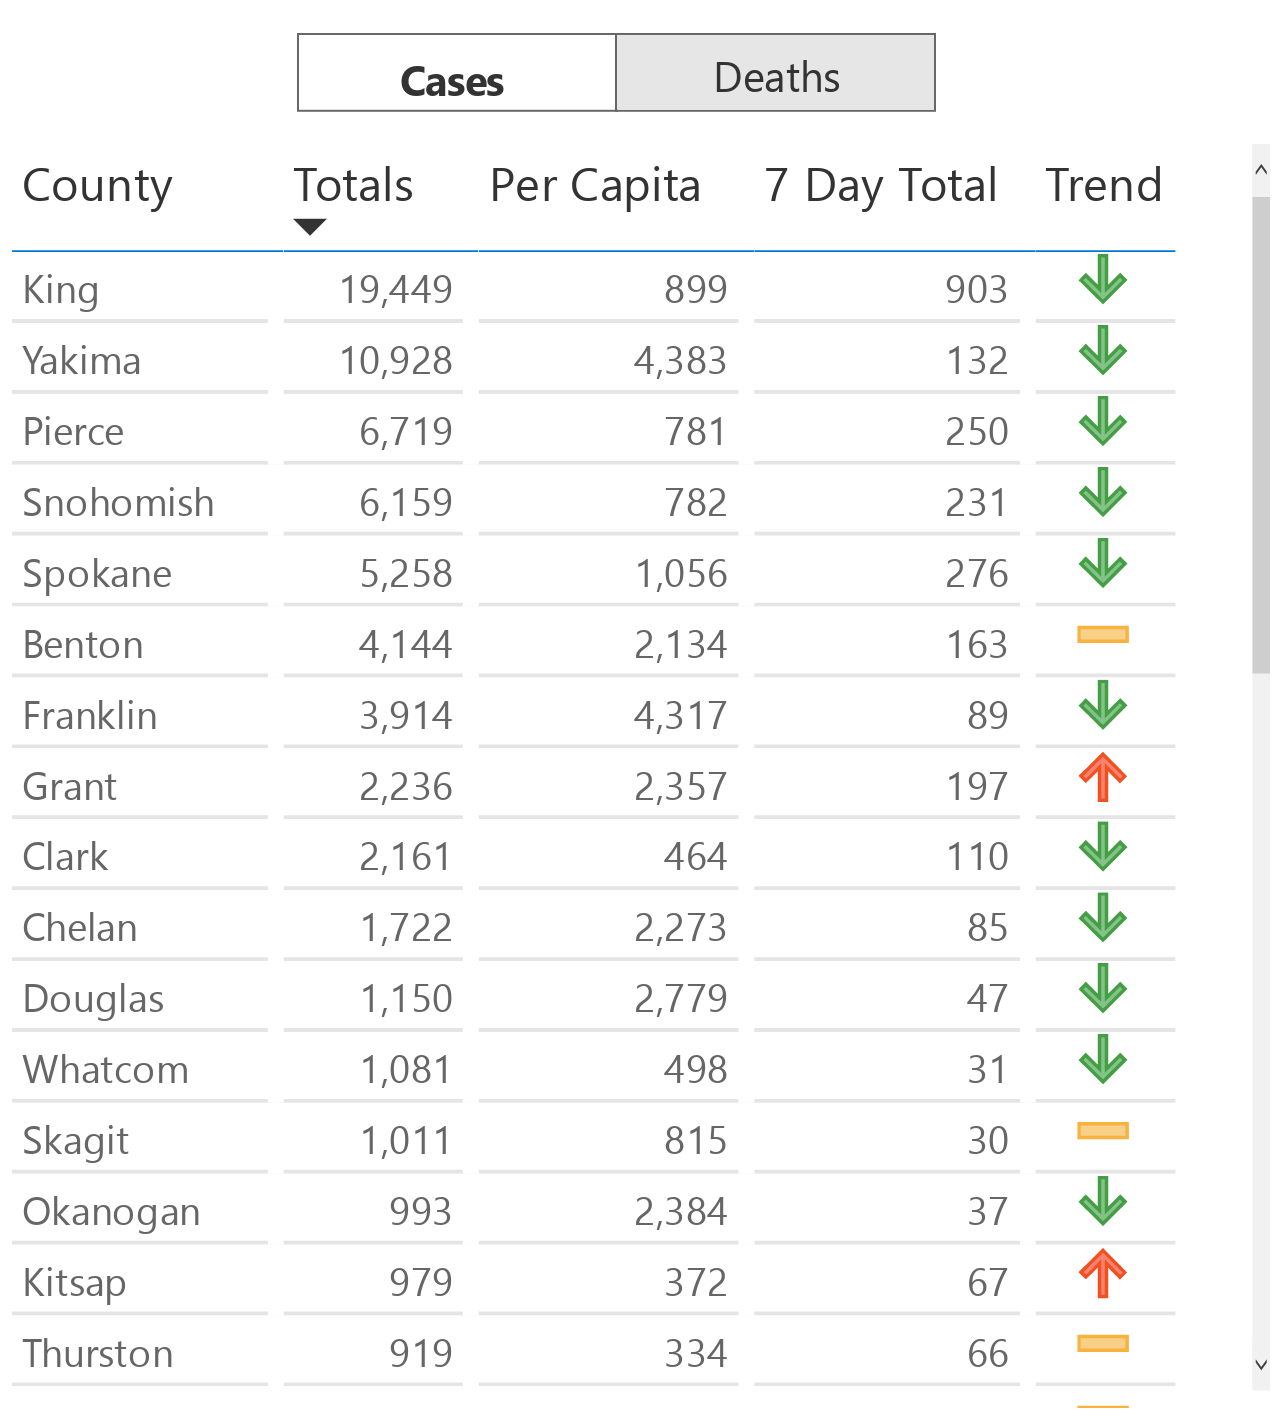 Cases Deaths
County Totals Per Capita 7 Day Total Trend
King 19,449 899 903
Yakima 10,928 4,383 132
Pierce 6,719 781 250
Snohomish 6,159 782 231
Spokane 5,258 1,056 276
Benton 4,144 2,134 163
Franklin 3,914 4,317 89
Grant 2,236 2,357 197
Clark 2,161 464 110
Chelan 1,722 2,273 85
Douglas 1,150 2,779 47
Whatcom 1,081 498 31
Skagit 1,011 815 30
Okanogan 993 2,384 37
Kitsap 979 372 67
Thurston 919 334 66